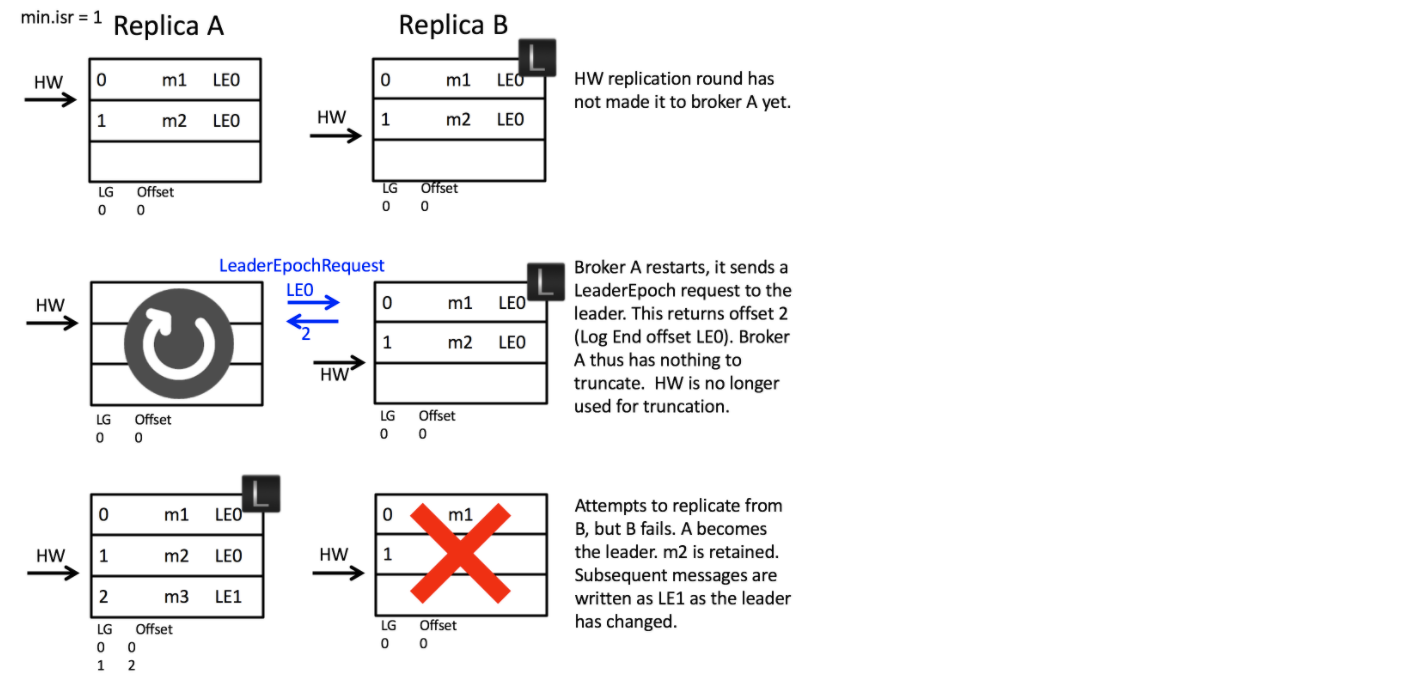 min.isr = 1
Replica A
Replica B
L
HW
0 m1 LE0
1 m2 LE0
LG Offset
0 0
HW
0 m1 LE0
1 m2 LE0
LG Offset
0 0
HW replication round has
not made it to broker A yet.
LeaderEpochRequest
LE0
2
L
HW
LG Offset
0 0
HW
0 m1 LE0
1 m2 LE0
LG Offset
0 0
Broker A restarts, it sends a
LeaderEpoch request to the
leader. This returns offset 2
(Log End offset LE0). Broker
A thus has nothing to
truncate. HW is no longer
used for truncation.
L
HW
0 m1 LE0
1 m2 LE0
2 m3 LE1
LG Offset
0 0
1 2
HW
0 m1
1
LG Offset
0 0
Attempts to replicate from
B, but B fails. A becomes
the leader. m2 is retained.
Subsequent messages are
written as LE1 as the leader
has changed.